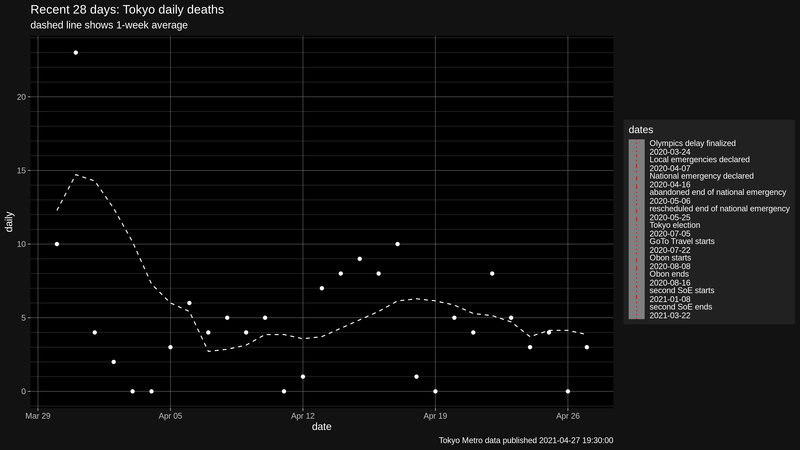 Recent 28 days: Tokyo daily deaths
dashed line shows 1-week average
daily
20
15
10
5
0
Mar 29
Apr 05
Apr 12
Apr 19
Apr 26
date
Tokyo Metro data published 2021-04-27 19:30:00
dates
Olympics delay finalized
2020-03-24
Local emergencies declared
2020-04-07
National emergency declared
2020-04-16
abandoned end of national emergency
2020-05-06
rescheduled end of national emergency
2020-05-25
Tokyo election
2020-07-05
GoTo Travel starts
2020-07-22
Obon starts
2020-08-08
Obon ends
2020-08-16
second SoE starts
2021-01-08
second SoE ends
2021-03-22